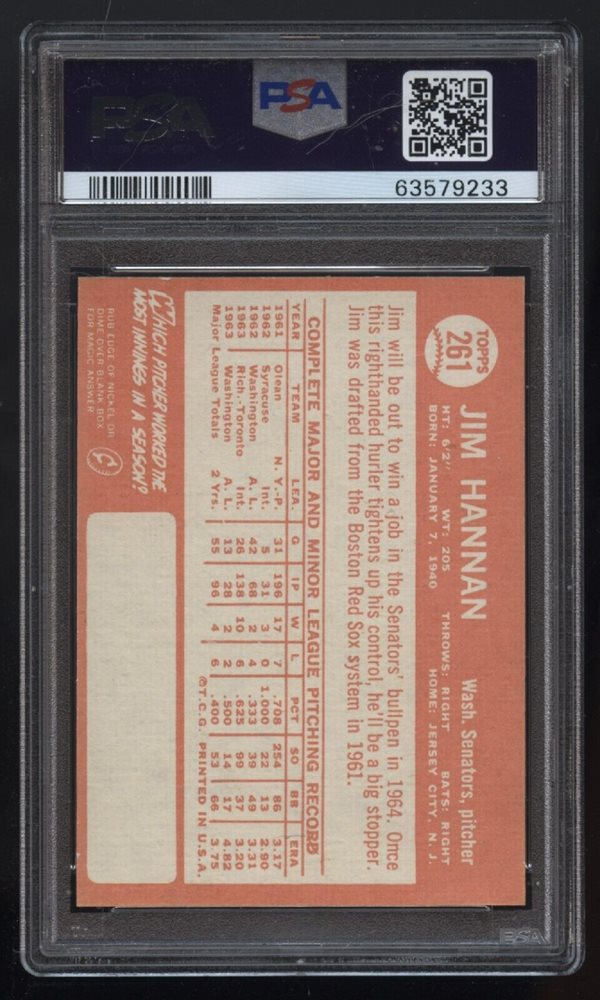 PSA
PSA
63579233
TOPPS
261
JIM HANNAN
Wash. Senators, pitcher
HT: 6'2" WT: 205 THROWS: RIGHT BATS: RIGHT
BORN: JANUARY 7, 1940 HOME: JERSEY CITY, N. J.
Jim will be out to win a job in the Senators' bullpen in 1964. Once
this righthanded hurler tightens up his control, he'll be a big stopper.
Jim was drafted from the Boston Red Sox system in 1961.
COMPLETE MAJOR AND MINOR LEAGUE PITCHING RECORD
YEAR TEAM LEA. G IP W L PCT SO BB ERA
1961 Olean N. Y.-P. 31 196 17 7 .708 254 86 3.17
1962 Syracuse Int. 5 31 3 0 1.000 22 13 2.90
1962 Washington A. L. 42 68 2 4 .333 39 49 3.31
1963 Rich.-Toronto Int. 26 138 10 6 .625 99 37 3.20
1963 Washington A. L. 13 28 2 2 .500 14 17 4.82
Major League Totals 2 Yrs. 55 96 4 6 .400 53 66 3.75
©T.C.G. PRINTED IN U.S.A.
WHICH PITCHER WORKED THE
MOST INNINGS IN A SEASON?
RUB EDGE OF NICKEL OR
DIME OVER BLANK BOX
FOR MAGIC ANSWER
PSA